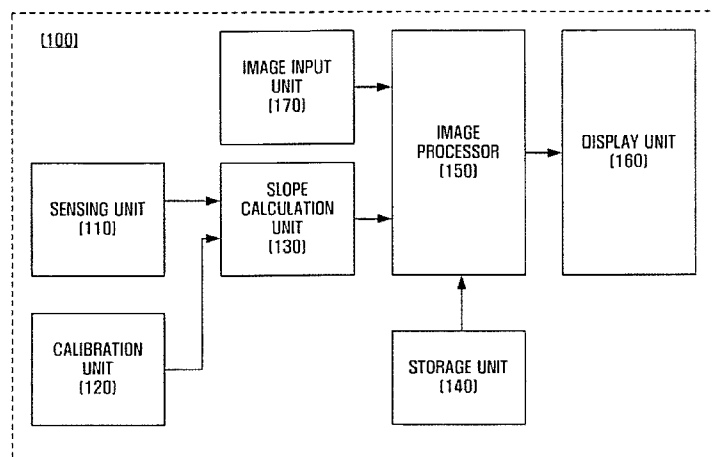 [100]
IMAGE INPUT
UNIT
[170]
IMAGE
PROCESSOR
[150]
DISPLAY UNIT
[160]
SENSING UNIT
[110]
SLOPE
CALCULATION
UNIT
[130]
CALIBRATION
UNIT
[120]
STORAGE UNIT
[140]